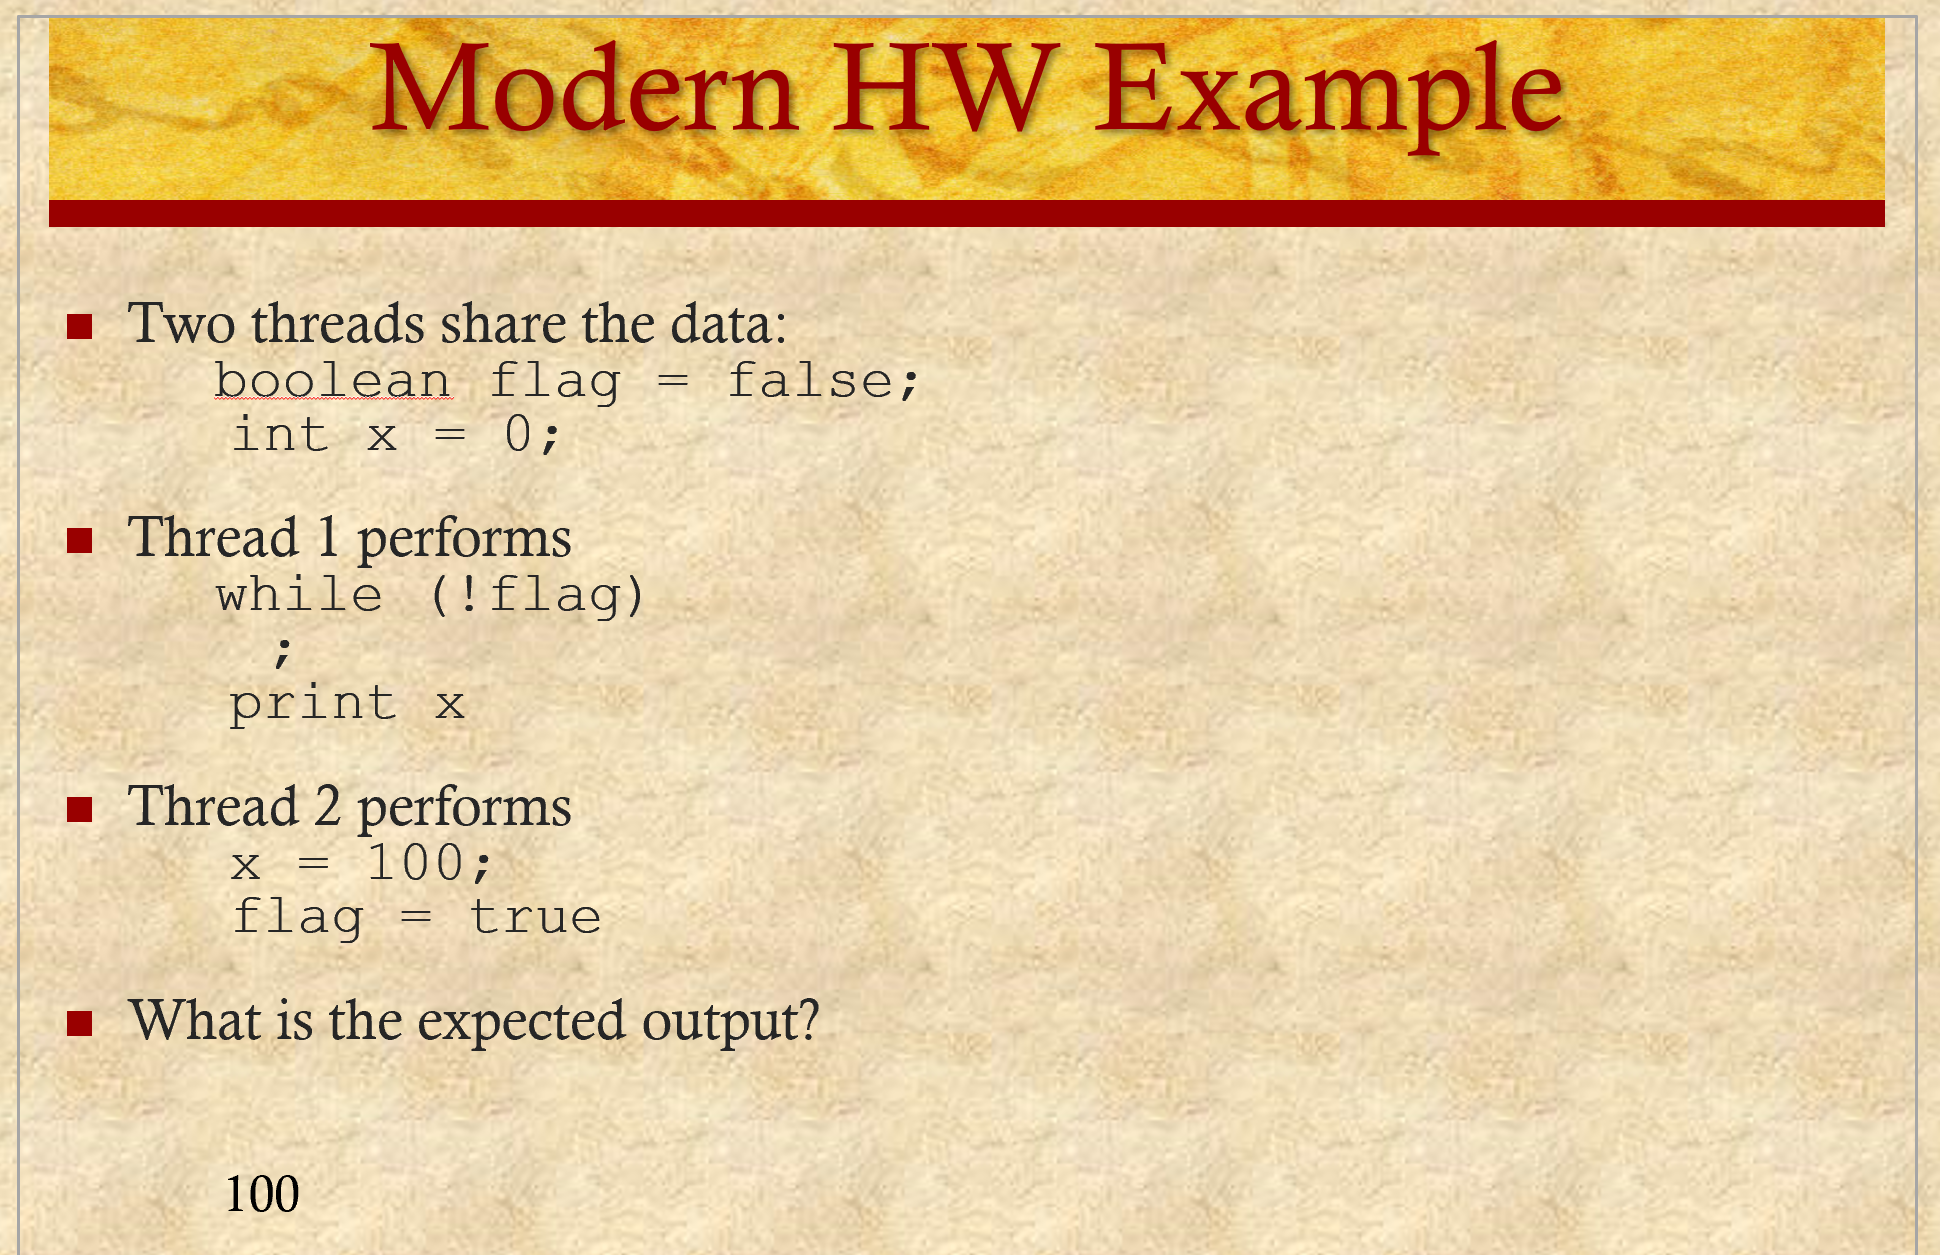 Modern HW Example
Two threads share the data:
boolean flag = false;
int x = 0;
Thread 1 performs
while (!flag)
;
print x
Thread 2 performs
x = 100;
flag = true
What is the expected output?
100